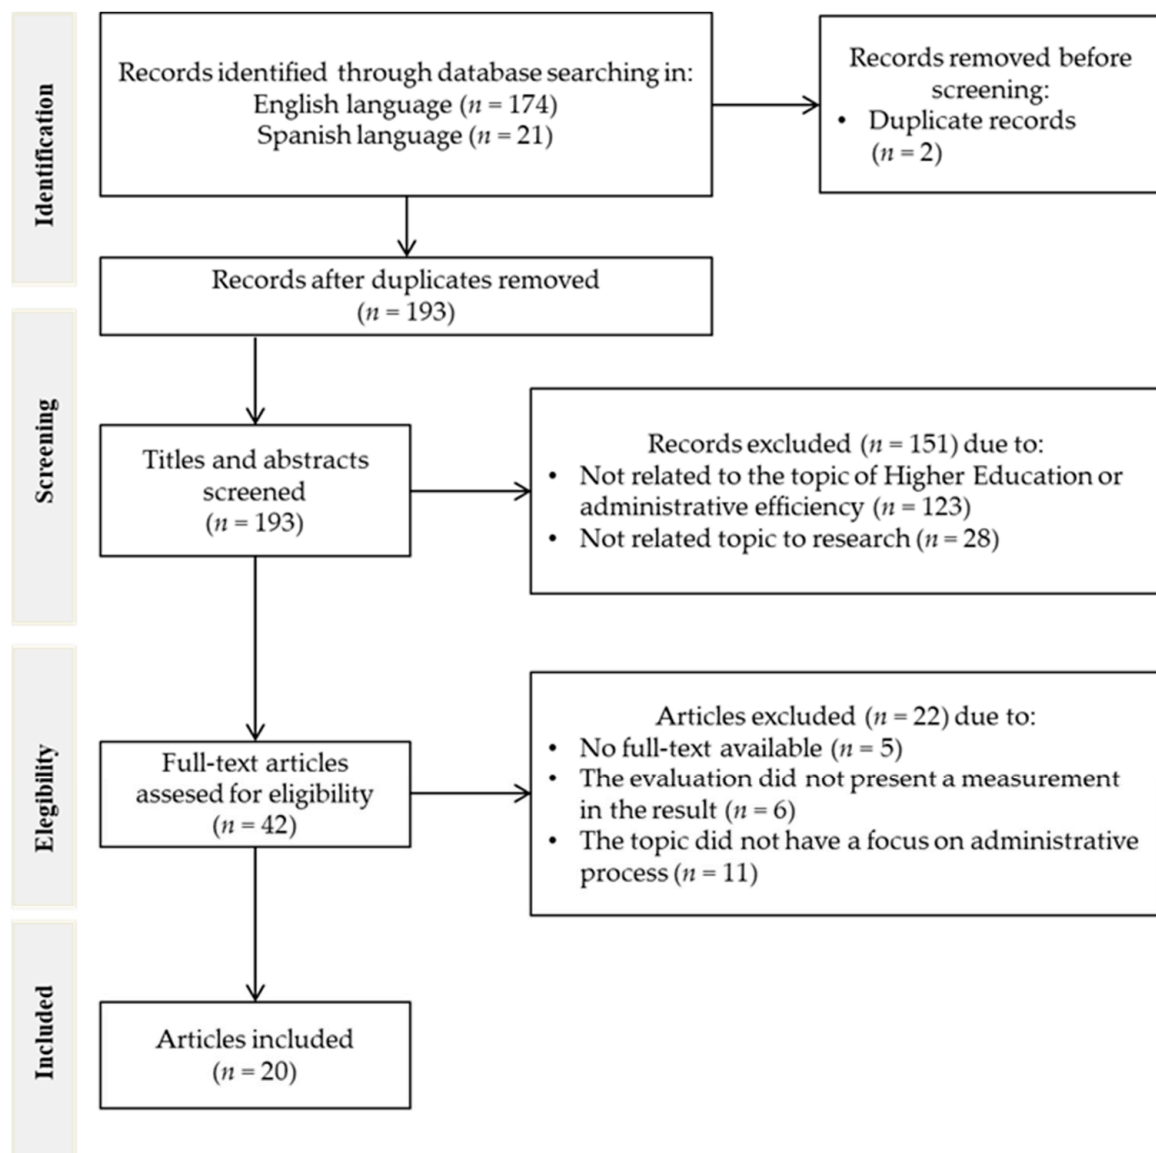 Identification
Records identified through database searching in:
English language (n = 174)
Spanish language (n = 21)
Records removed before
screening:
• Duplicate records
(n = 2)
Records after duplicates removed
(n = 193)
Screening
Titles and abstracts
screened
(n = 193)
Records excluded (n = 151) due to:
• Not related to the topic of Higher Education or
administrative efficiency (n = 123)
• Not related topic to research (n = 28)
Elegibility
Full-text articles
assesed for eligibility
(n = 42)
Articles excluded (n = 22) due to:
• No full-text available (n = 5)
• The evaluation did not present a measurement
in the result (n = 6)
• The topic did not have a focus on administrative
process (n = 11)
Included
Articles included
(n = 20)